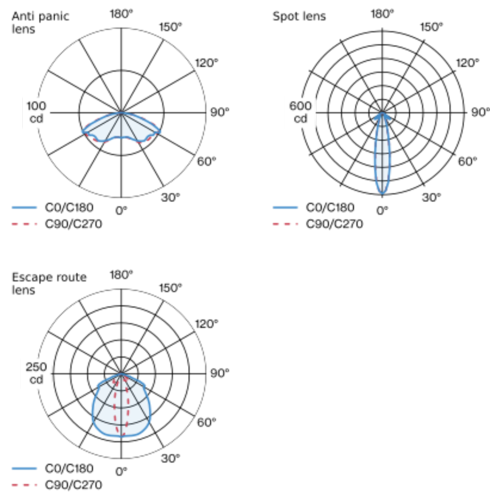 Anti panic
lens
180°
150°
120°
100
cd
90°
60°
30°
0°
C0/C180
C90/C270
Spot lens
180°
150°
120°
600
cd
90°
60°
30°
0°
C0/C180
C90/C270
Escape route
lens
180°
150°
120°
250
cd
90°
60°
30°
0°
C0/C180
C90/C270